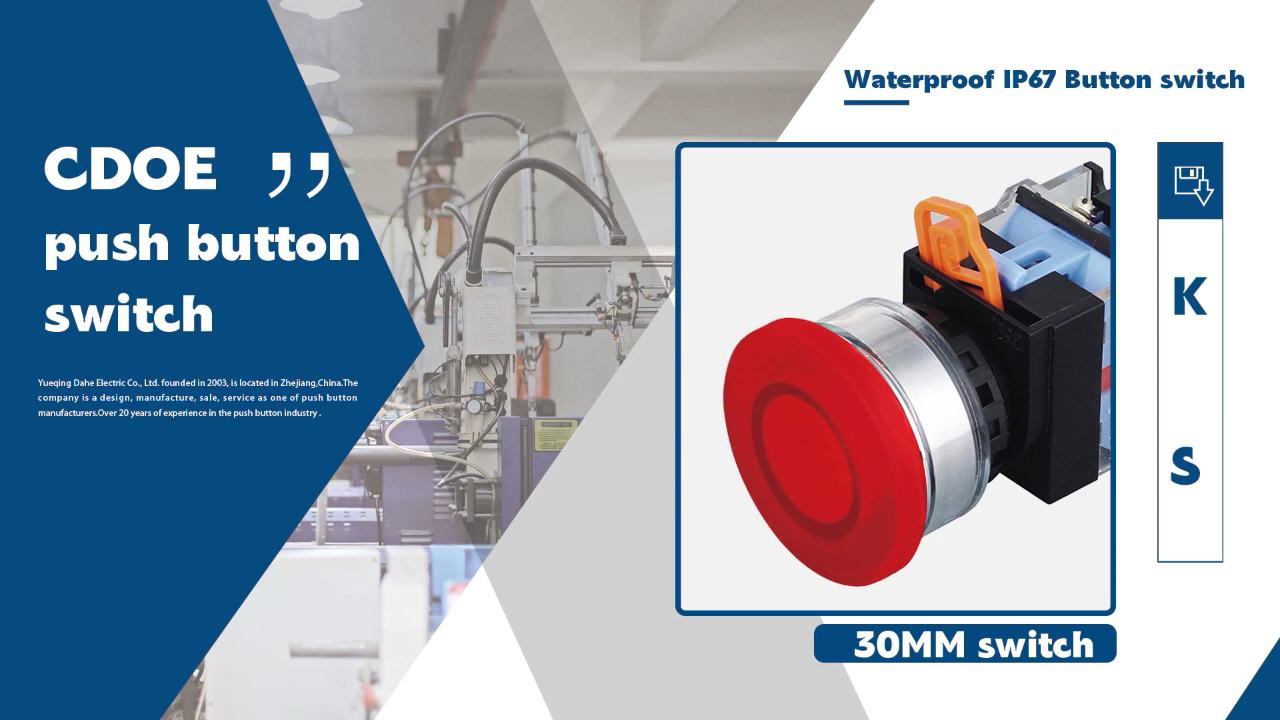 CDOE ”
push button
switch
Yueqing Dahe Electric Co., Ltd. founded in 2003, is located in Zhejiang,China.The
company is a design, manufacture, sale, service as one of push button
manufacturers.Over 20 years of experience in the push button industry .
Waterproof IP67 Button switch
K
S
30MM switch